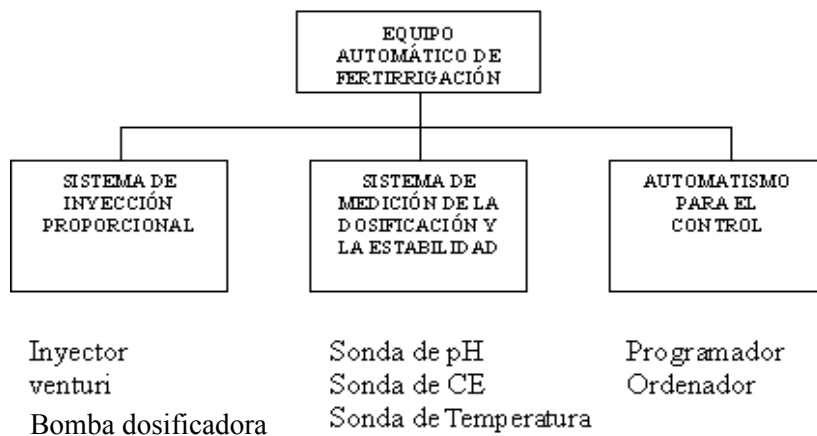 EQUIPO
AUTOMÁTICO DE
FERTIRRIGACIÓN
SISTEMA DE
INYECCIÓN
PROPORCIONAL
SISTEMA DE
MEDICIÓN DE LA
DOSIFICACIÓN Y
LA ESTABILIDAD
AUTOMATISMO
PARA EL
CONTROL
Inyector
venturi
Bomba dosificadora
Sonda de pH
Sonda de CE
Sonda de Temperatura
Programador
Ordenador